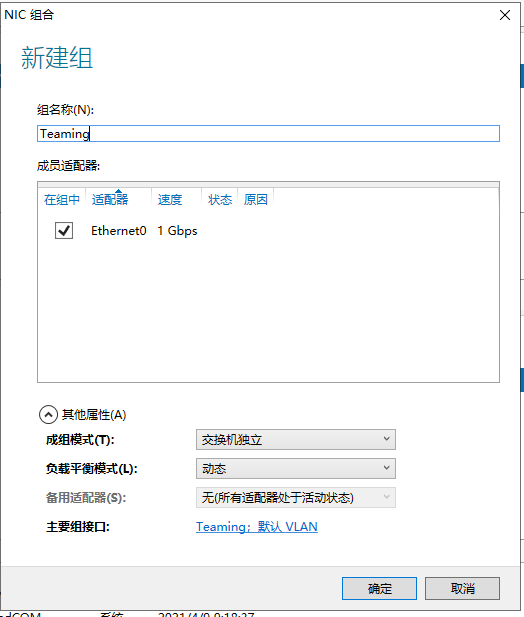 NIC 组合
新建组
组名称(N):
Teaming
成员适配器:
在组中 适配器 速度 状态 原因
Ethernet0 1 Gbps
其他属性(A)
成组模式(T): 交换机独立
负载平衡模式(L): 动态
备用适配器(S): 无(所有适配器处于活动状态)
主要组接口: Teaming；默认 VLAN
确定 取消